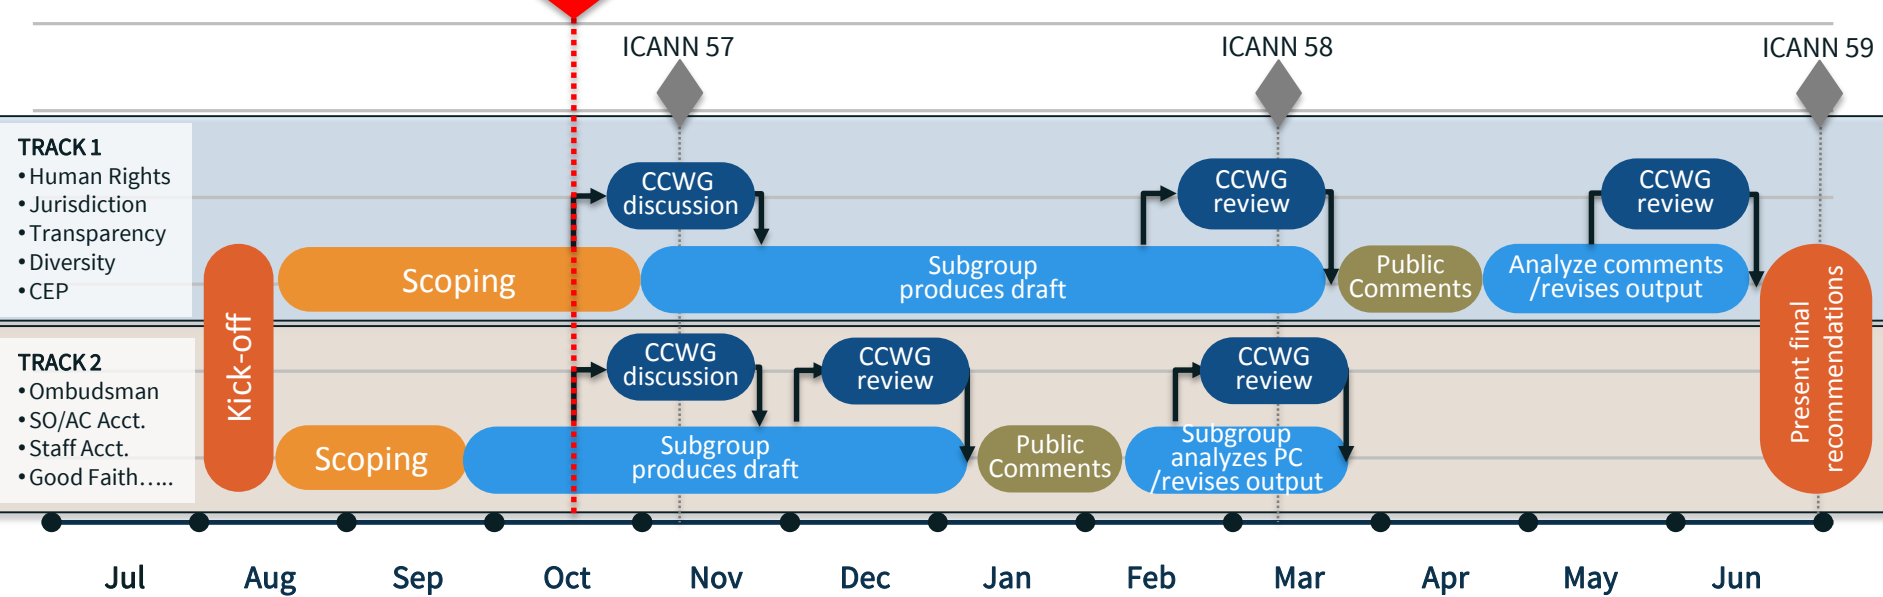 ICANN 57
ICANN 58
ICANN 59
TRACK 1
•Human Rights
•Jurisdiction
•Transparency
•Diversity
•CEP
Kick-off
Scoping
CCWG
discussion
Subgroup
produces draft
CCWG
review
Public
Comments
CCWG
review
Analyze comments
/revises output
Present final
recommendations
TRACK 2
•Ombudsman
•SO/AC Acct.
•Staff Acct.
•Good Faith…..
Scoping
CCWG
discussion
Subgroup
produces draft
CCWG
review
Public
Comments
CCWG
review
Subgroup
analyzes PC
/revises output
Jul
Aug
Sep
Oct
Nov
Dec
Jan
Feb
Mar
Apr
May
Jun